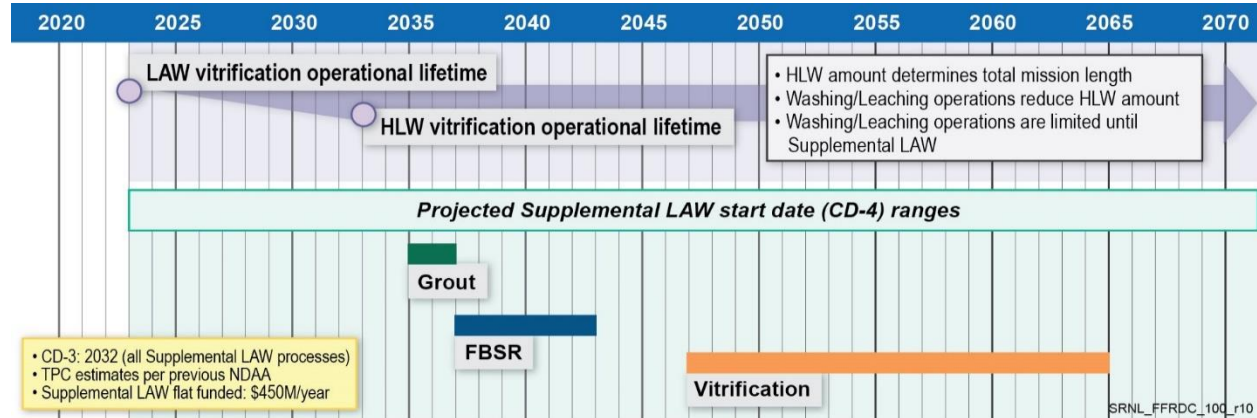 2020 2025 2030 2035 2040 2045 2050 2055 2060 2065 2070
LAW vitrification operational lifetime
HLW vitrification operational lifetime
• HLW amount determines total mission length
• Washing/Leaching operations reduce HLW amount
• Washing/Leaching operations are limited until
Supplemental LAW
Projected Supplemental LAW start date (CD-4) ranges
Grout
FBSR
Vitrification
• CD-3: 2032 (all Supplemental LAW processes)
• TPC estimates per previous NDAA
• Supplemental LAW flat funded: $450M/year
SRNL_FFRDC_100_r10